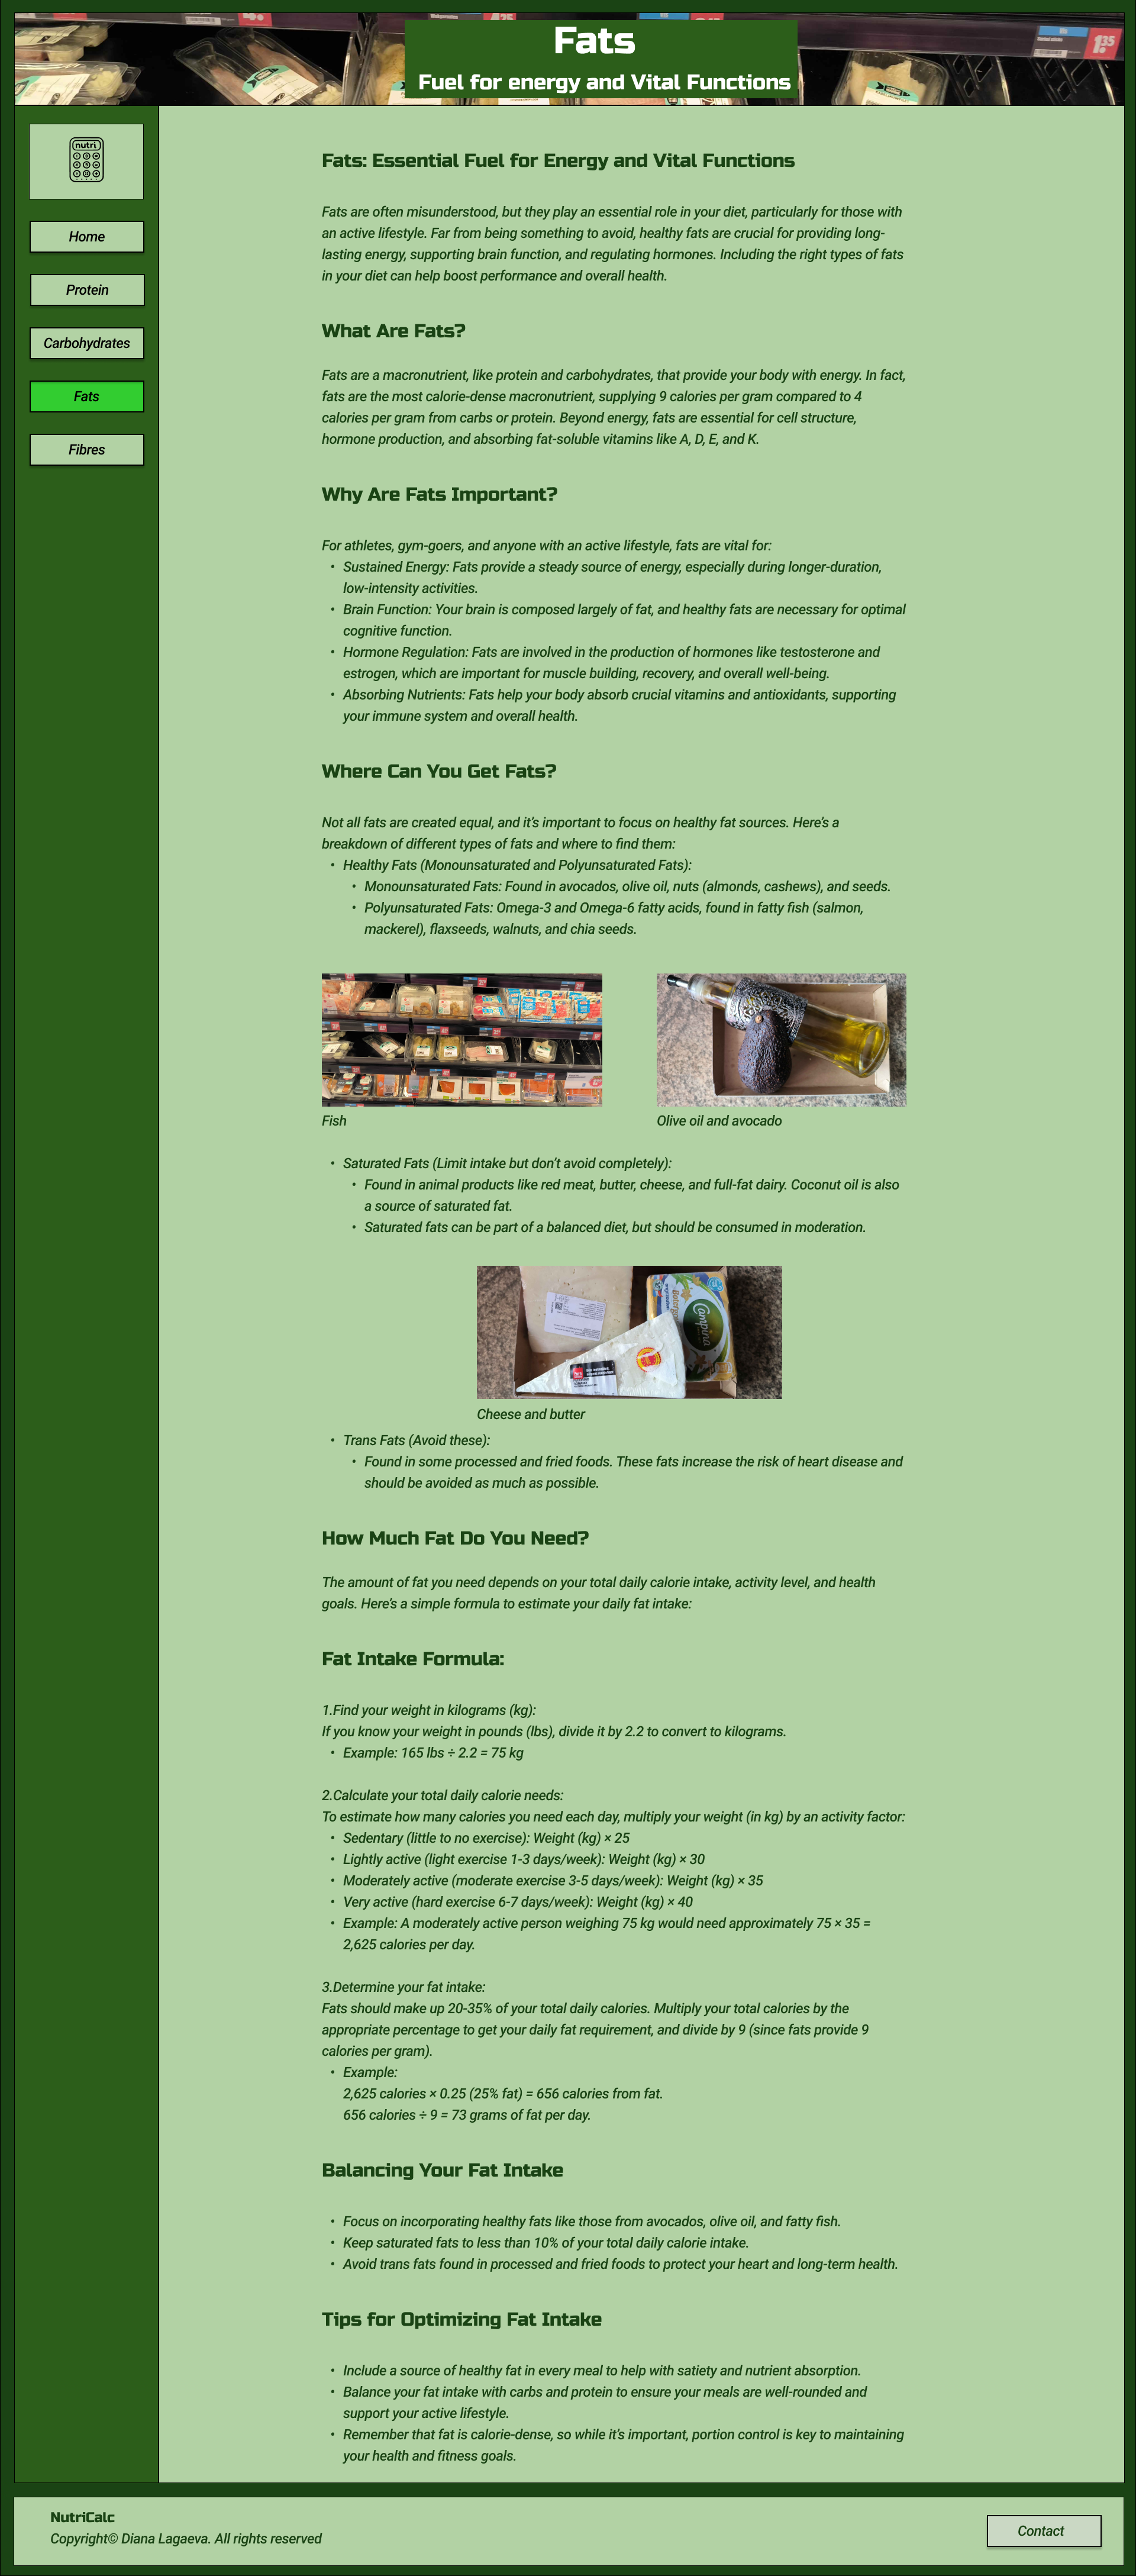 Fats
Fuel for energy and Vital Functions
nutri
Home
Protein
Carbohydrates
Fats
Fibres
Fats: Essential Fuel for Energy and Vital Functions
Fats are often misunderstood, but they play an essential role in your diet, particularly for those with
an active lifestyle. Far from being something to avoid, healthy fats are crucial for providing long-
lasting energy, supporting brain function, and regulating hormones. Including the right types of fats
in your diet can help boost performance and overall health.
What Are Fats?
Fats are a macronutrient, like protein and carbohydrates, that provide your body with energy. In fact,
fats are the most calorie-dense macronutrient, supplying 9 calories per gram compared to 4
calories per gram from carbs or protein. Beyond energy, fats are essential for cell structure,
hormone production, and absorbing fat-soluble vitamins like A, D, E, and K.
Why Are Fats Important?
For athletes, gym-goers, and anyone with an active lifestyle, fats are vital for:
• Sustained Energy: Fats provide a steady source of energy, especially during longer-duration,
low-intensity activities.
• Brain Function: Your brain is composed largely of fat, and healthy fats are necessary for optimal
cognitive function.
• Hormone Regulation: Fats are involved in the production of hormones like testosterone and
estrogen, which are important for muscle building, recovery, and overall well-being.
• Absorbing Nutrients: Fats help your body absorb crucial vitamins and antioxidants, supporting
your immune system and overall health.
Where Can You Get Fats?
Not all fats are created equal, and it's important to focus on healthy fat sources. Here's a
breakdown of different types of fats and where to find them:
• Healthy Fats (Monounsaturated and Polyunsaturated Fats):
• Monounsaturated Fats: Found in avocados, olive oil, nuts (almonds, cashews), and seeds.
• Polyunsaturated Fats: Omega-3 and Omega-6 fatty acids, found in fatty fish (salmon,
mackerel), flaxseeds, walnuts, and chia seeds.
Fish
Olive oil and avocado
• Saturated Fats (Limit intake but don't avoid completely):
• Found in animal products like red meat, butter, cheese, and full-fat dairy. Coconut oil is also
a source of saturated fat.
• Saturated fats can be part of a balanced diet, but should be consumed in moderation.
Campina
Cheese and butter
• Trans Fats (Avoid these):
• Found in some processed and fried foods. These fats increase the risk of heart disease and
should be avoided as much as possible.
How Much Fat Do You Need?
The amount of fat you need depends on your total daily calorie intake, activity level, and health
goals. Here's a simple formula to estimate your daily fat intake:
Fat Intake Formula:
1.Find your weight in kilograms (kg):
If you know your weight in pounds (lbs), divide it by 2.2 to convert to kilograms.
• Example: 165 lbs ÷ 2.2 = 75 kg
2.Calculate your total daily calorie needs:
To estimate how many calories you need each day, multiply your weight (in kg) by an activity factor:
• Sedentary (little to no exercise): Weight (kg) × 25
• Lightly active (light exercise 1-3 days/week): Weight (kg) × 30
• Moderately active (moderate exercise 3-5 days/week): Weight (kg) × 35
• Very active (hard exercise 6-7 days/week): Weight (kg) × 40
• Example: A moderately active person weighing 75 kg would need approximately 75 × 35 =
2,625 calories per day.
3.Determine your fat intake:
Fats should make up 20-35% of your total daily calories. Multiply your total calories by the
appropriate percentage to get your daily fat requirement, and divide by 9 (since fats provide 9
calories per gram).
• Example:
2,625 calories × 0.25 (25% fat) = 656 calories from fat.
656 calories ÷ 9 = 73 grams of fat per day.
Balancing Your Fat Intake
• Focus on incorporating healthy fats like those from avocados, olive oil, and fatty fish.
• Keep saturated fats to less than 10% of your total daily calorie intake.
• Avoid trans fats found in processed and fried foods to protect your heart and long-term health.
Tips for Optimizing Fat Intake
• Include a source of healthy fat in every meal to help with satiety and nutrient absorption.
• Balance your fat intake with carbs and protein to ensure your meals are well-rounded and
support your active lifestyle.
• Remember that fat is calorie-dense, so while it's important, portion control is key to maintaining
your health and fitness goals.
NutriCalc
Copyright© Diana Lagaeva. All rights reserved
Contact